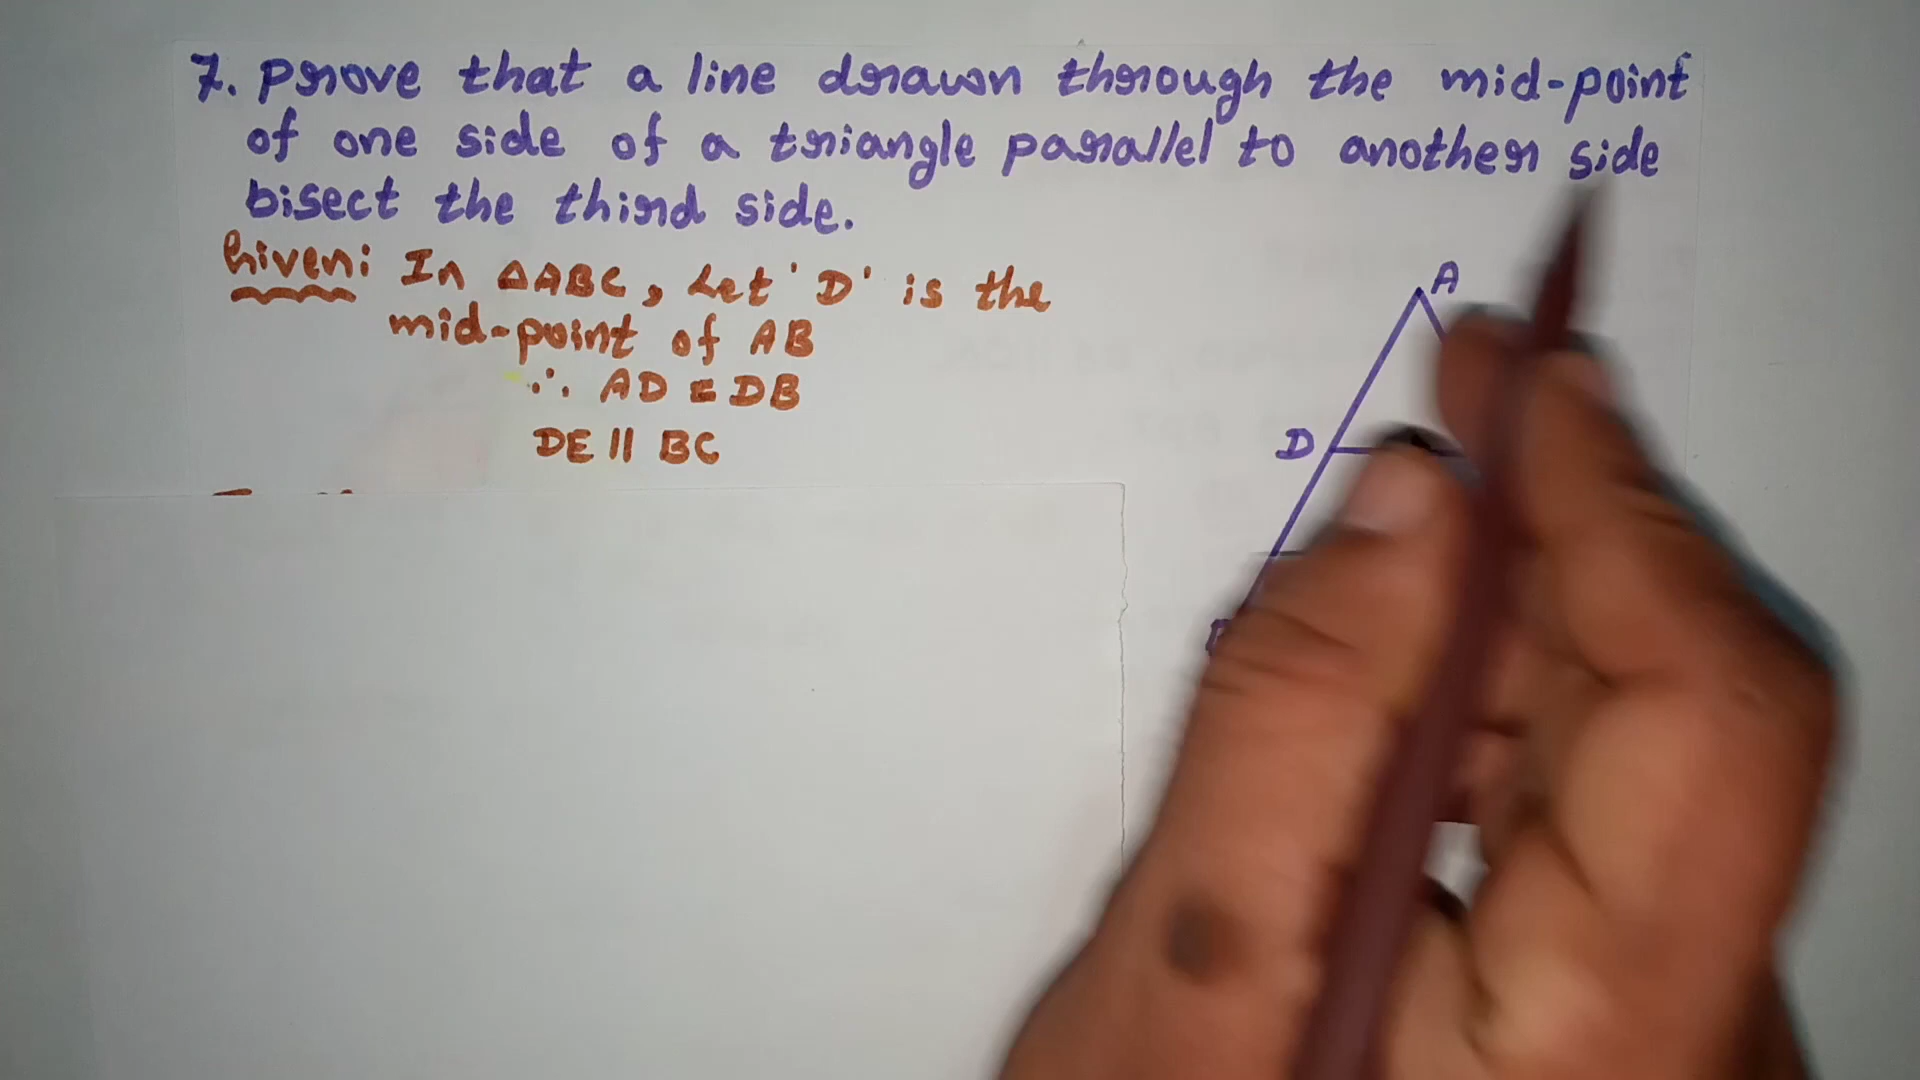 7. Prove that a line drawn through the mid-point
of one side of a triangle parallel to another side
bisect the third side.
Given: In ΔABC, Let 'D' is the
mid-point of AB
∴ AD = DB
DE || BC
A
D